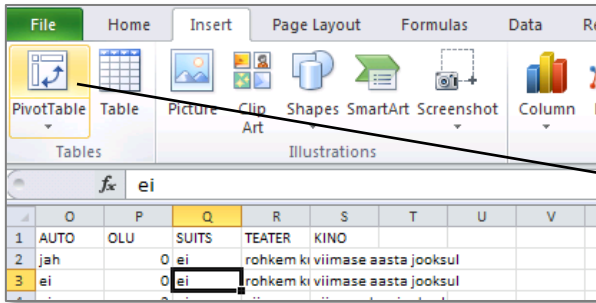 File Home Insert Page Layout Formulas Data
PivotTable Table Picture Clip Art Shapes SmartArt Screenshot Column
Tables Illustrations
fx ei
O P Q R S T U V
1 AUTO OLU SUITS TEATER KINO
2 jah 0 ei rohkem viimase aasta jooksul
3 ei 0 ei rohkem viimase aasta jooksul